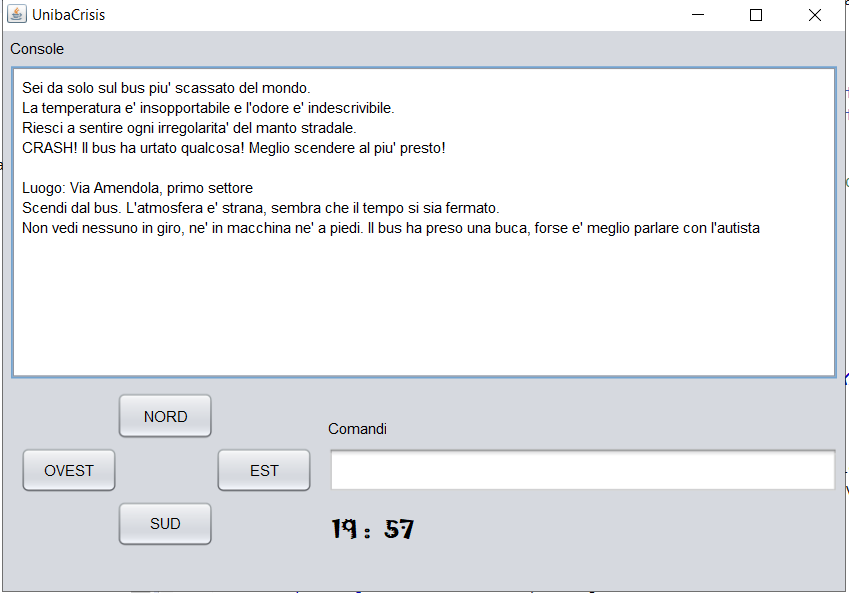 UnibaCrisis
Console
Sei da solo sul bus piu' scassato del mondo.
La temperatura e' insopportabile e l'odore e' indescrivibile.
Riesci a sentire ogni irregolarita' del manto stradale.
CRASH! Il bus ha urtato qualcosa! Meglio scendere al piu' presto!
Luogo: Via Amendola, primo settore
Scendi dal bus. L'atmosfera e' strana, sembra che il tempo si sia fermato.
Non vedi nessuno in giro, ne' in macchina ne' a piedi. Il bus ha preso una buca, forse e' meglio parlare con l'autista
NORD
Comandi
OVEST
EST
SUD
19 : 57